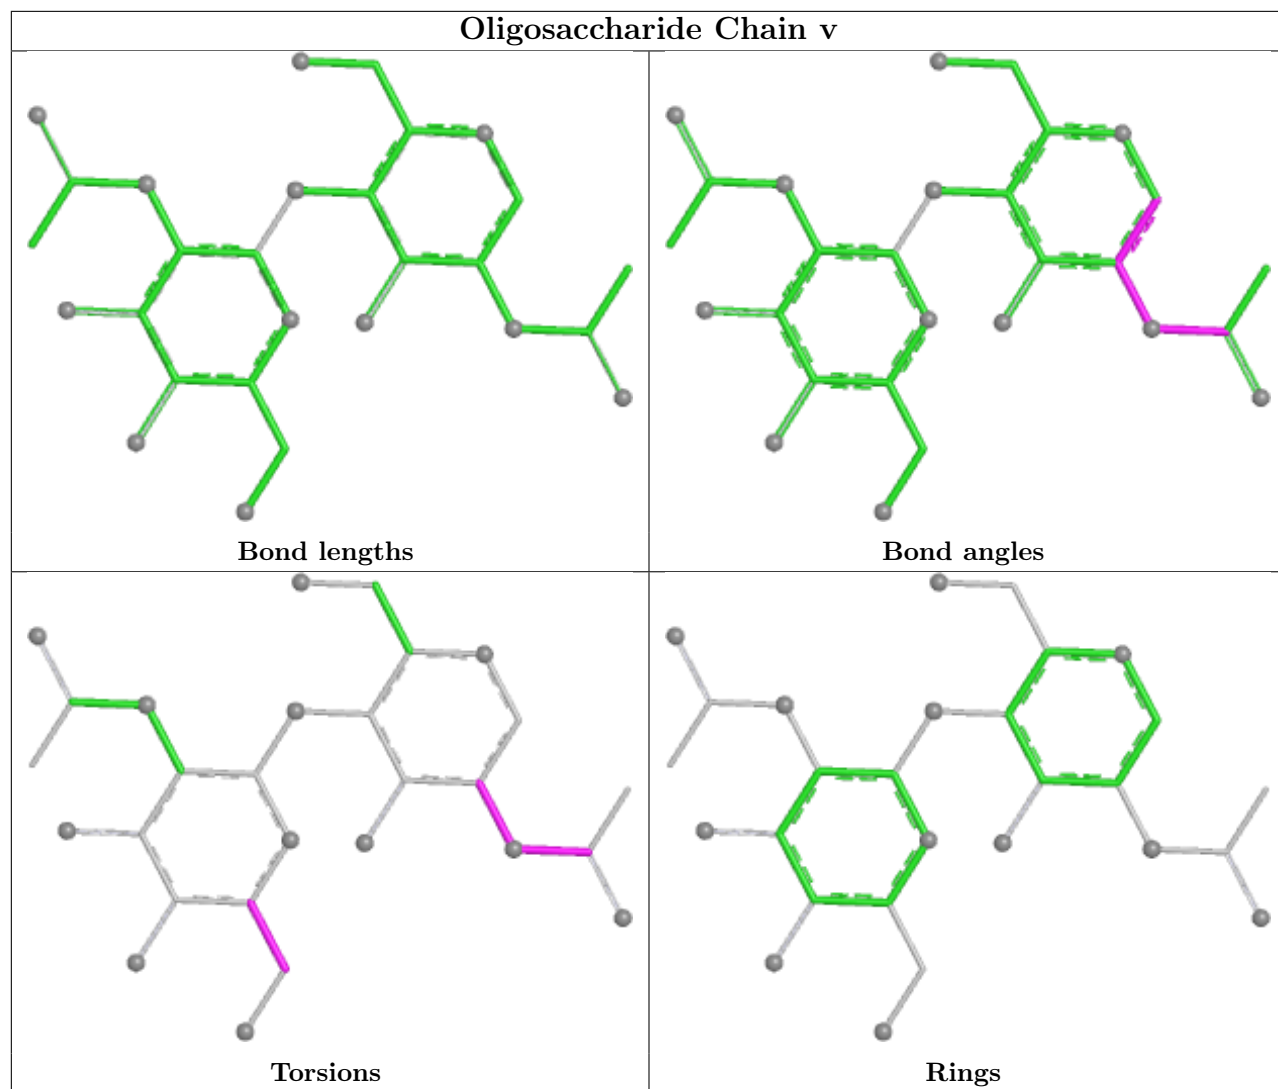 Oligosaccharide Chain v
Bond lengths
Bond angles
Torsions
Rings